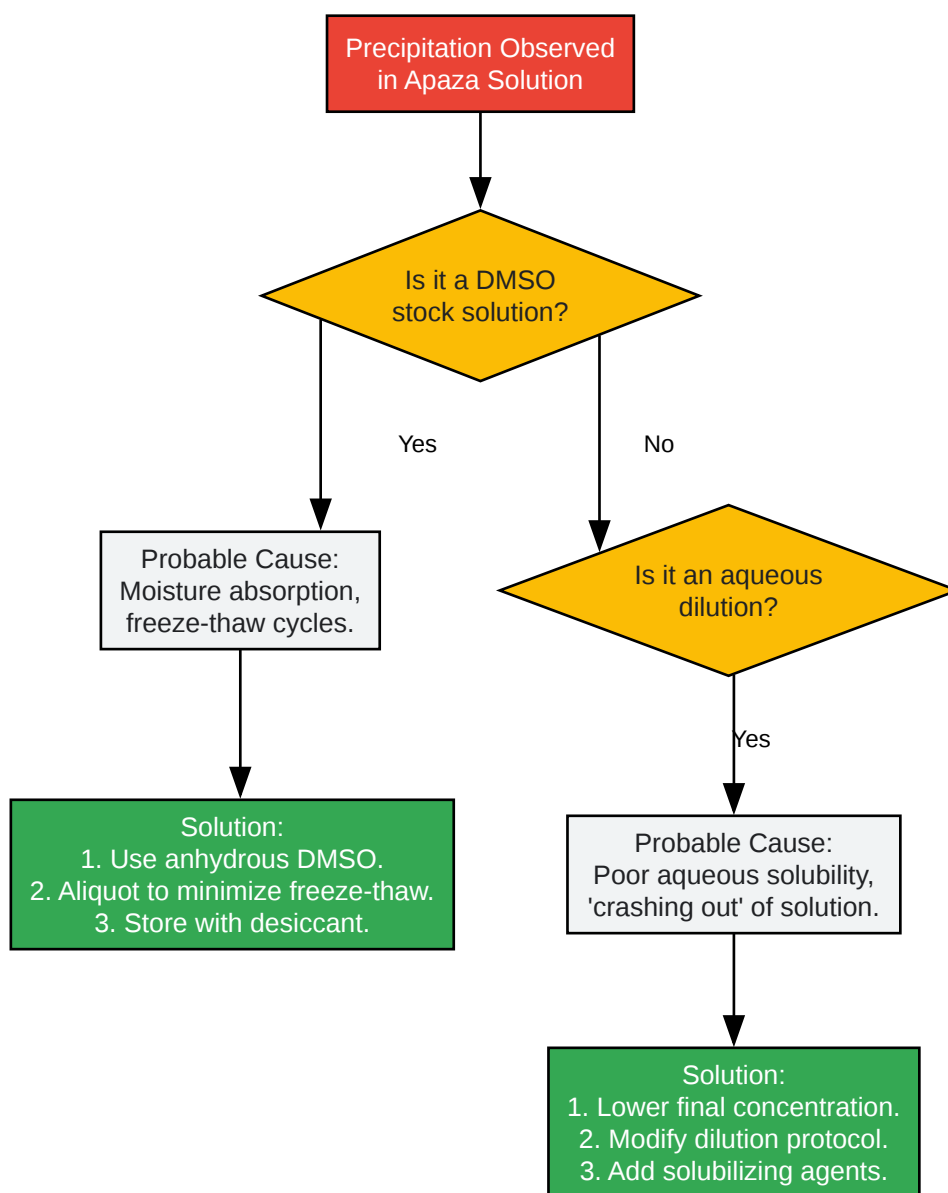 Precipitation Observed
in Apaza Solution
Is it a DMSO
stock solution?
Yes
No
Probable Cause:
Moisture absorption,
freeze-thaw cycles.
Is it an aqueous
dilution?
Yes
Solution:
1. Use anhydrous DMSO.
2. Aliquot to minimize freeze-thaw.
3. Store with desiccant.
Probable Cause:
Poor aqueous solubility,
'crashing out' of solution.
Solution:
1. Lower final concentration.
2. Modify dilution protocol.
3. Add solubilizing agents.